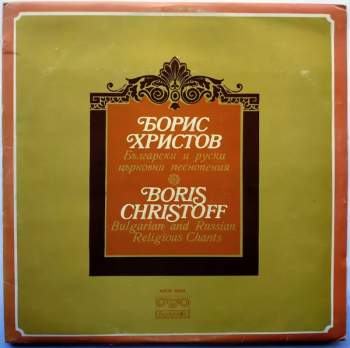 БОРИС
ХРИСТОВ
Български и руски
църковни песнопения
BORIS
CHRISTOFF
Bulgarian and Russian
Religious Chants